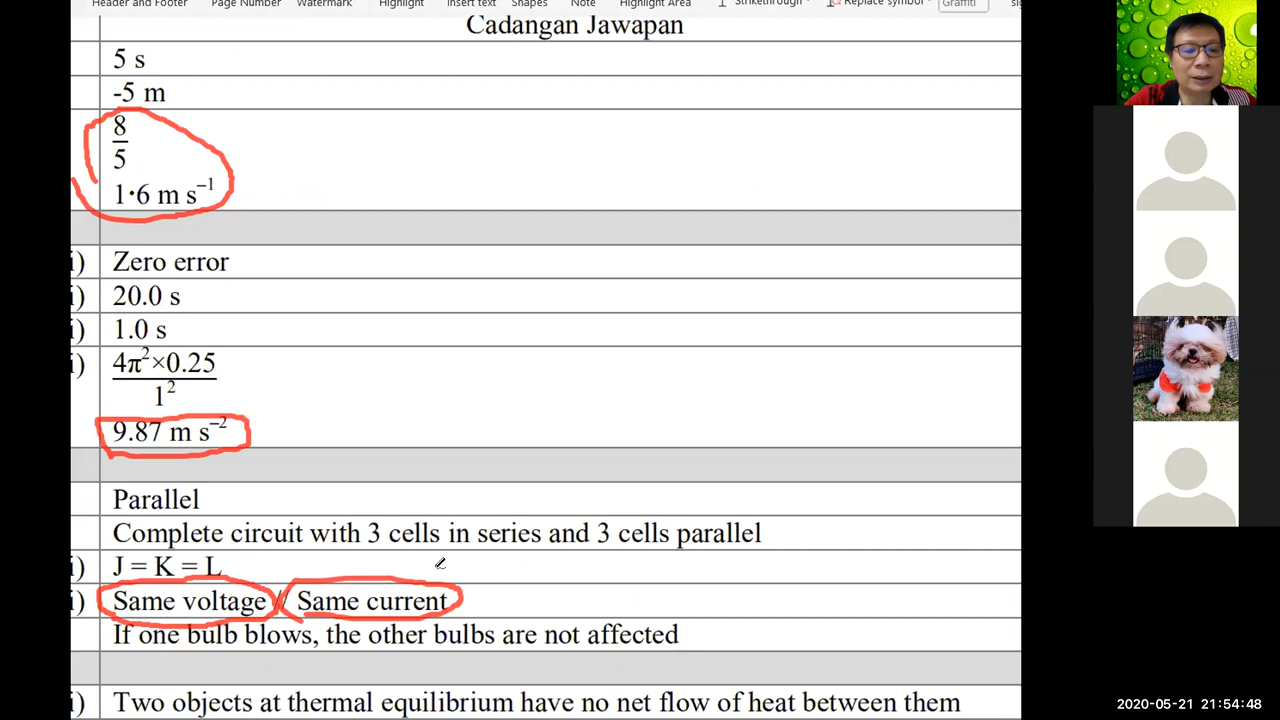 Header and Footer Page Number Watermark Highlight Insert text Shapes Note Highlight Area Strikethrough Replace symbol Graffiti
Cadangan Jawapan
5 s
-5 m
8
5
1·6 m s⁻¹
i) Zero error
i) 20.0 s
i) 1.0 s
i) 4π²×0.25
1²
9.87 m s⁻²
Parallel
Complete circuit with 3 cells in series and 3 cells parallel
i) J = K = L
i) Same voltage // Same current
If one bulb blows, the other bulbs are not affected
i) Two objects at thermal equilibrium have no net flow of heat between them
2020-05-21 21:54:48